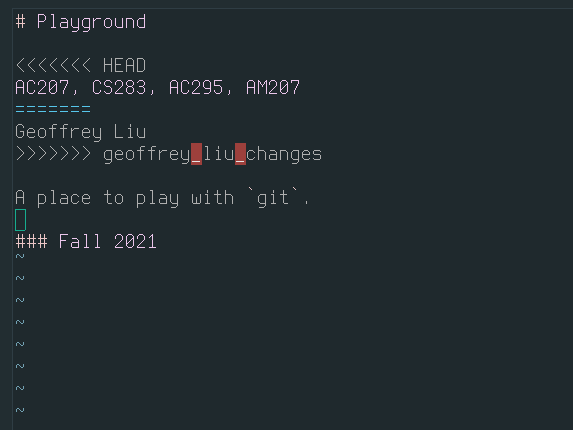 # Playground
<<<<<<< HEAD
AC207, CS283, AC295, AM207
=======
Geoffrey Liu
>>>>>>> geoffrey_liu_changes
A place to play with `git`.
### Fall 2021
~
~
~
~
~
~
~
~